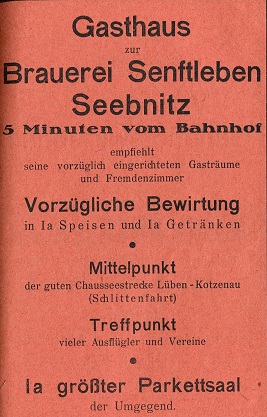 Gasthaus
zur
Brauerei Senftleben
Seebnitz
5 Minuten vom Bahnhof
empfiehlt
seine vorzüglich eingerichteten Gasträume
und Fremdenzimmer
Vorzügliche Bewirtung
in Ia Speisen und Ia Getränken
•
Mittelpunkt
der guten Chausseestrecke Lüben - Kotzenau
(Schlittenfahrt)
Treffpunkt
vieler Ausflügler und Vereine
•
Ia größter Parkettsaal
der Umgegend.